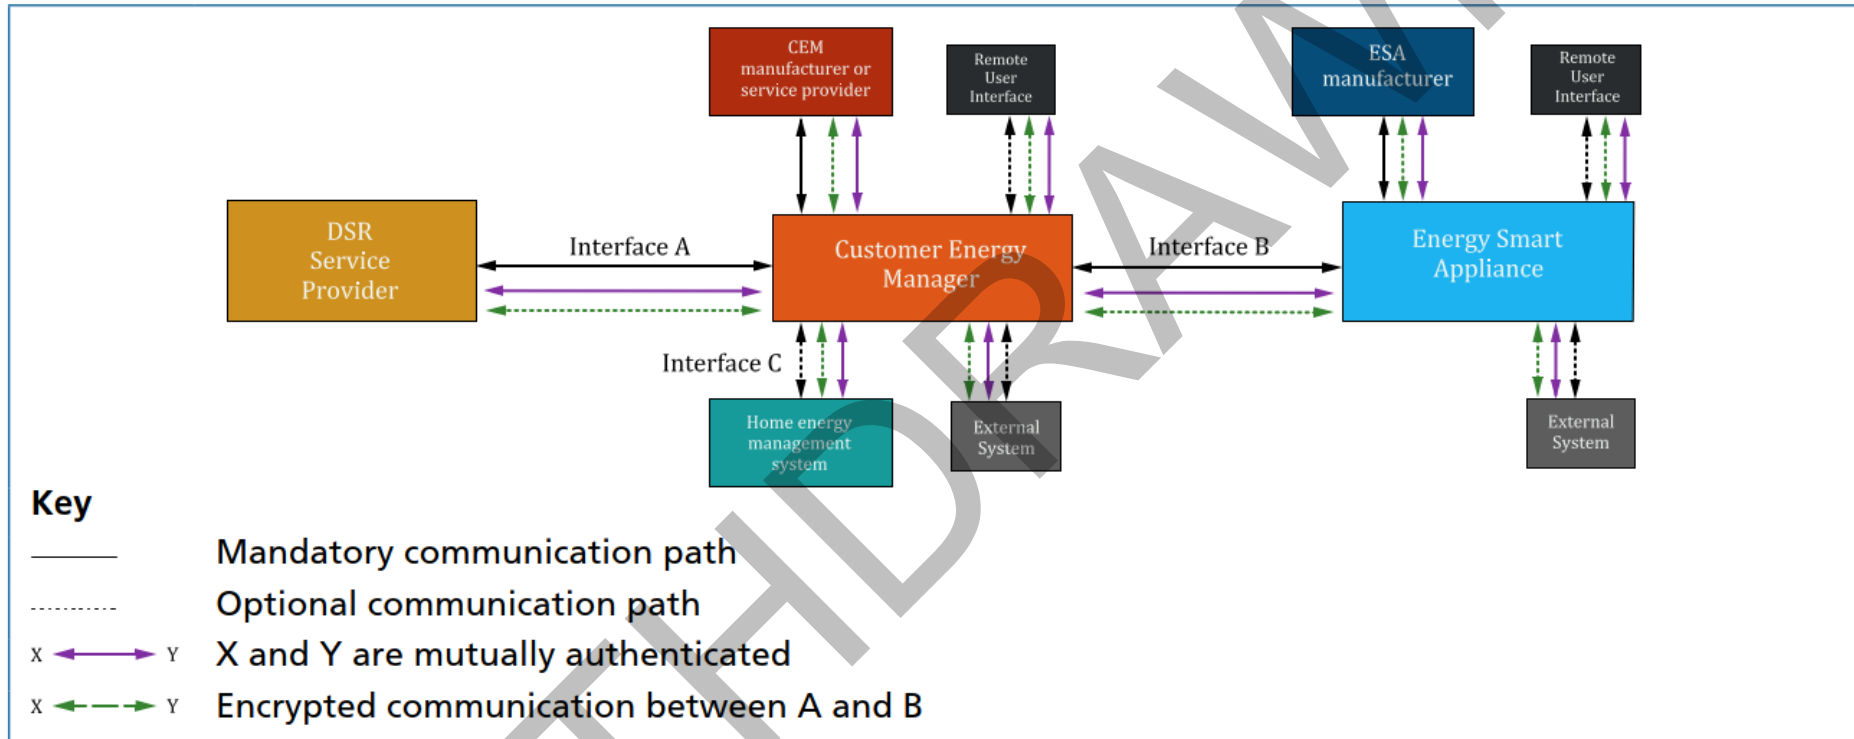 CEM
manufacturer or
service provider
Remote
User
Interface
ESA
manufacturer
Remote
User
Interface
DSR
Service
Provider
Interface A
Customer Energy
Manager
Interface B
Energy Smart
Appliance
Interface C
Home energy
management
system
External
System
External
System
Key
Mandatory communication path
Optional communication path
X Y X and Y are mutually authenticated
X Y Encrypted communication between A and B
THDRAW